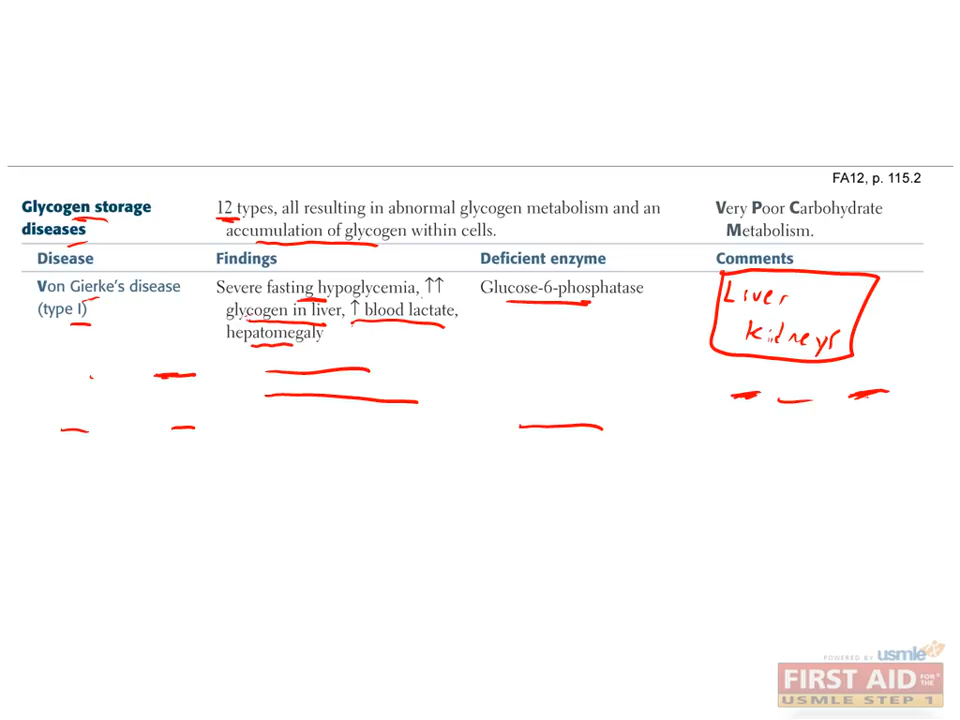 FA12, p. 115.2
Glycogen storage diseases
12 types, all resulting in abnormal glycogen metabolism and an
accumulation of glycogen within cells.
Very Poor Carbohydrate
Metabolism.
Disease Findings Deficient enzyme Comments
Von Gierke's disease
(type I)
Severe fasting hypoglycemia, ↑↑
glycogen in liver, ↑ blood lactate,
hepatomegaly
Glucose-6-phosphatase
Liver
kidneys
POWERED BY usmle
FIRST AID FOR THE®
USMLE STEP 1